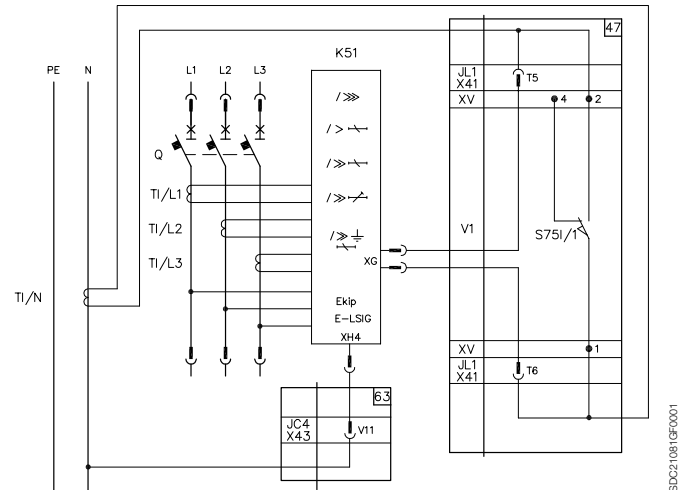 47
K51
PE N L1 L2 L3
JL1
X41
T5
XV
4 2
Q
TI/L1
TI/L2
TI/L3
V1
S75I/1
XG
TI/N
Ekip
E-LSIG
XH4
XV
1
JL1
X41
T6
63
JC4
X43
V11
SDC21081GF0001